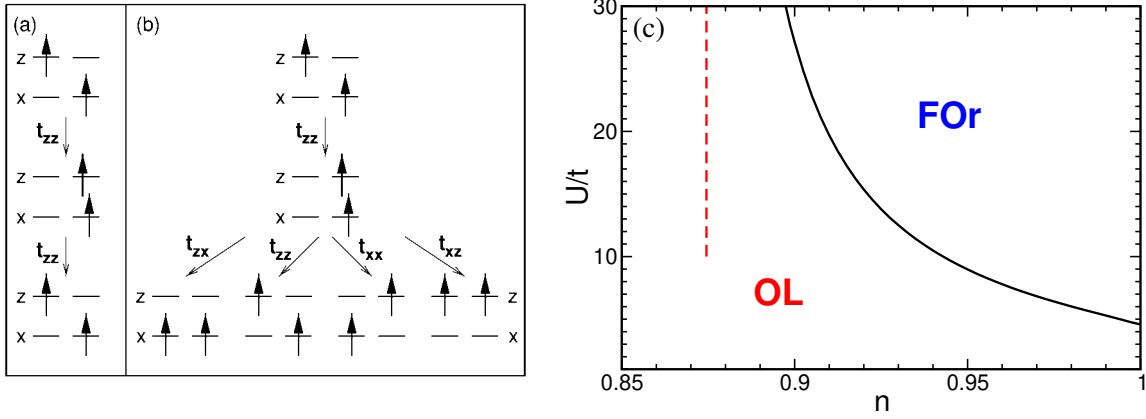 (a)
z
x
t_zz
z
x
t_zz
z
x
(b)
z
x
t_zz
z
x
t_zx t_zz t_xx t_xz
z z
x x
(c)
30
20
10
U/t
FOr
OL
0.85 0.9 0.95 1
n